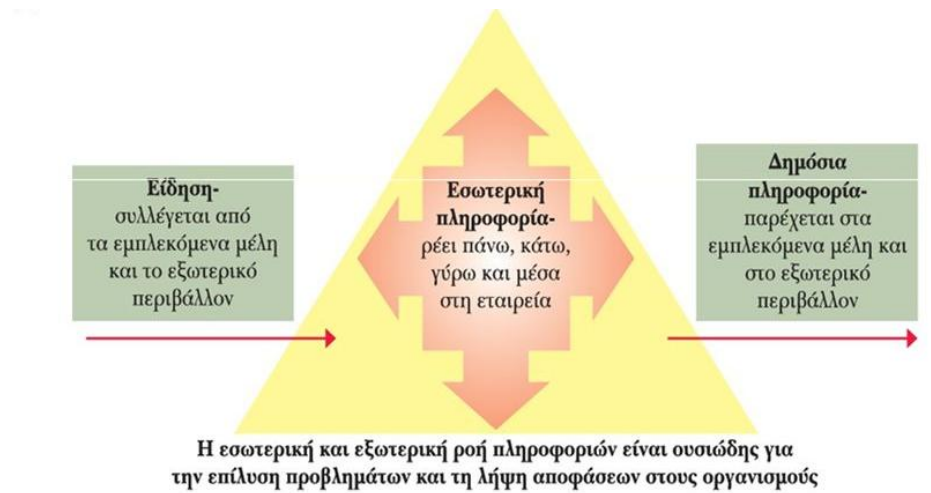 Είδηση-
συλλέγεται από
τα εμπλεκόμενα μέλη
και το εξωτερικό
περιβάλλον
Εσωτερική
πληροφορία-
ρέει πάνω, κάτω,
γύρω και μέσα
στη εταιρεία
Δημόσια
πληροφορία-
παρέχεται στα
εμπλεκόμενα μέλη και
στο εξωτερικό
περιβάλλον
Η εσωτερική και εξωτερική ροή πληροφοριών είναι ουσιώδης για
την επίλυση προβλημάτων και τη λήψη αποφάσεων στους οργανισμούς